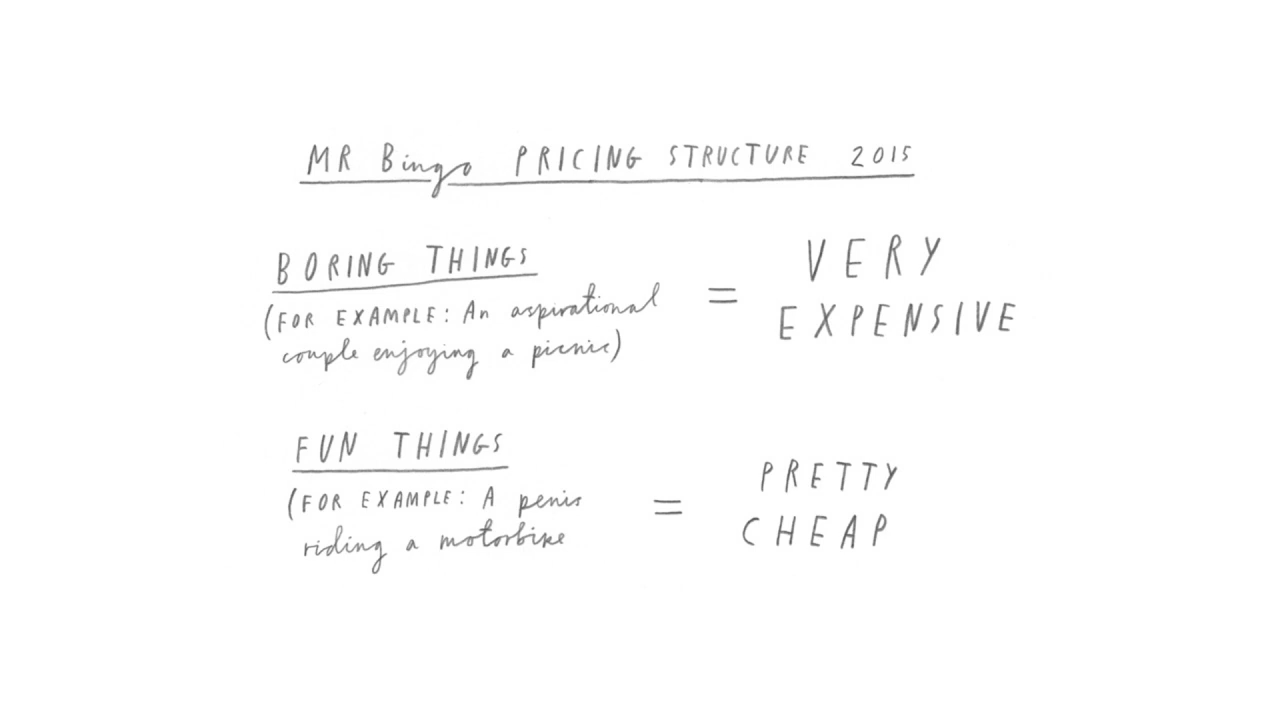 MR Bingo PRICING STRUCTURE 2015
BORING THINGS
(FOR EXAMPLE: An aspirational
couple enjoying a picnic)
=
VERY
EXPENSIVE
FUN THINGS
(FOR EXAMPLE: A penis
riding a motorbike
=
PRETTY
CHEAP